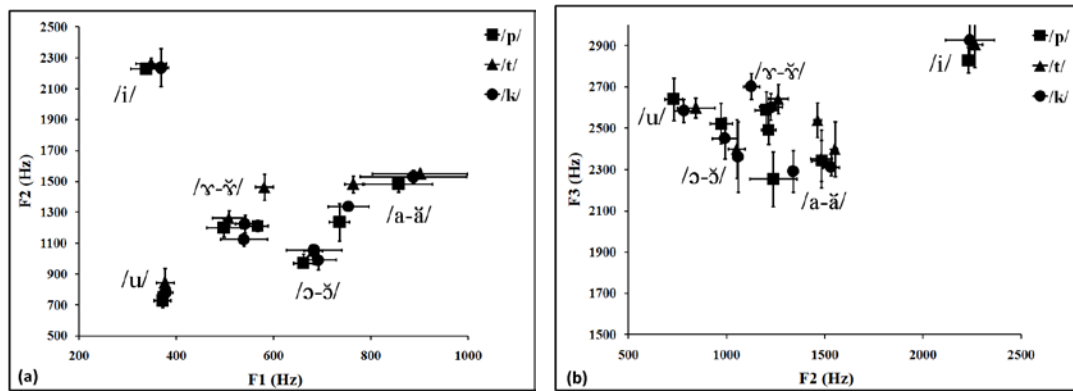 2500
2300
2100
1900
1700
1500
1300
1100
900
700
500
F2 (Hz)
200
400
600
800
1000
F1 (Hz)
/i/
/ɤ-ɤ̆/
/u/
/ɔ-ɔ̆/
/a-ă/
/p/
/t/
/k/
(a)
2900
2700
2500
2300
2100
1900
1700
1500
F3 (Hz)
500
1000
1500
2000
2500
F2 (Hz)
/u/
/ɤ-ɤ̆/
/i/
/ɔ-ɔ̆/
/a-ă/
/p/
/t/
/k/
(b)